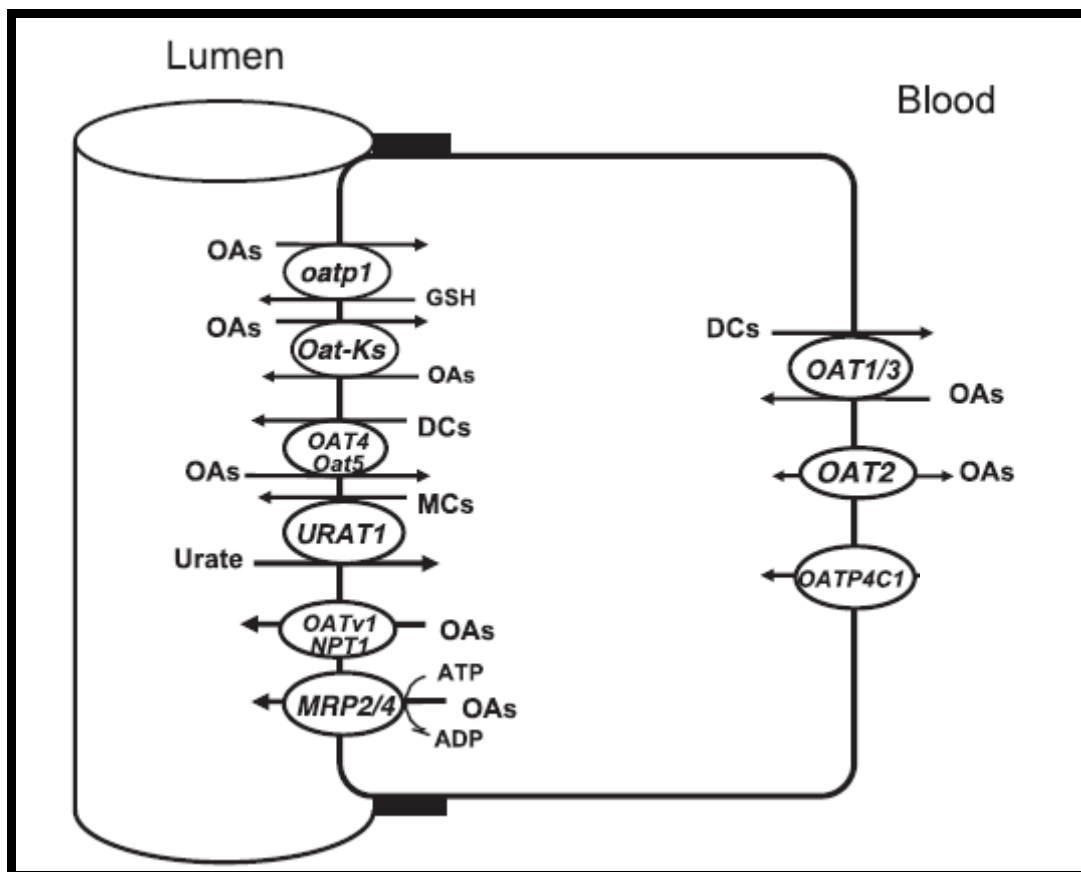 Lumen
Blood
OAs
oatp1
GSH
OAs
Oat-Ks
OAs
DCs
OAT4
Oat5
OAs
MCs
URAT1
Urate
OATv1
NPT1
OAs
ATP
MRP2/4
OAs
ADP
DCs
OAT1/3
OAs
OAT2
OAs
OATP4C1